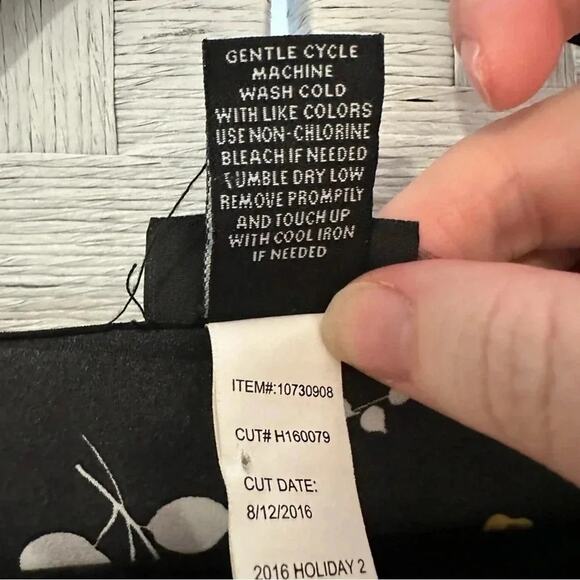 GENTLE CYCLE
MACHINE
WASH COLD
WITH LIKE COLORS
USE NON-CHLORINE
BLEACH IF NEEDED
TUMBLE DRY LOW
REMOVE PROMPTLY
AND TOUCH UP
WITH COOL IRON
IF NEEDED
ITEM#:10730908
CUT# H160079
CUT DATE:
8/12/2016
2016 HOLIDAY 2